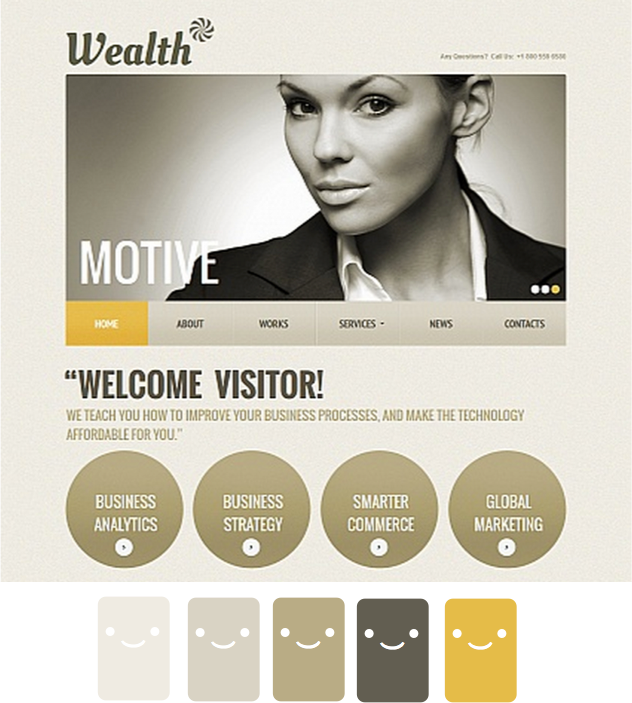 Wealth
Any Questions? Call Us: +1 800 559 6580
MOTIVE
HOME ABOUT WORKS SERVICES NEWS CONTACTS
“WELCOME VISITOR!
WE TEACH YOU HOW TO IMPROVE YOUR BUSINESS PROCESSES, AND MAKE THE TECHNOLOGY
AFFORDABLE FOR YOU.”
BUSINESS
ANALYTICS
BUSINESS
STRATEGY
SMARTER
COMMERCE
GLOBAL
MARKETING